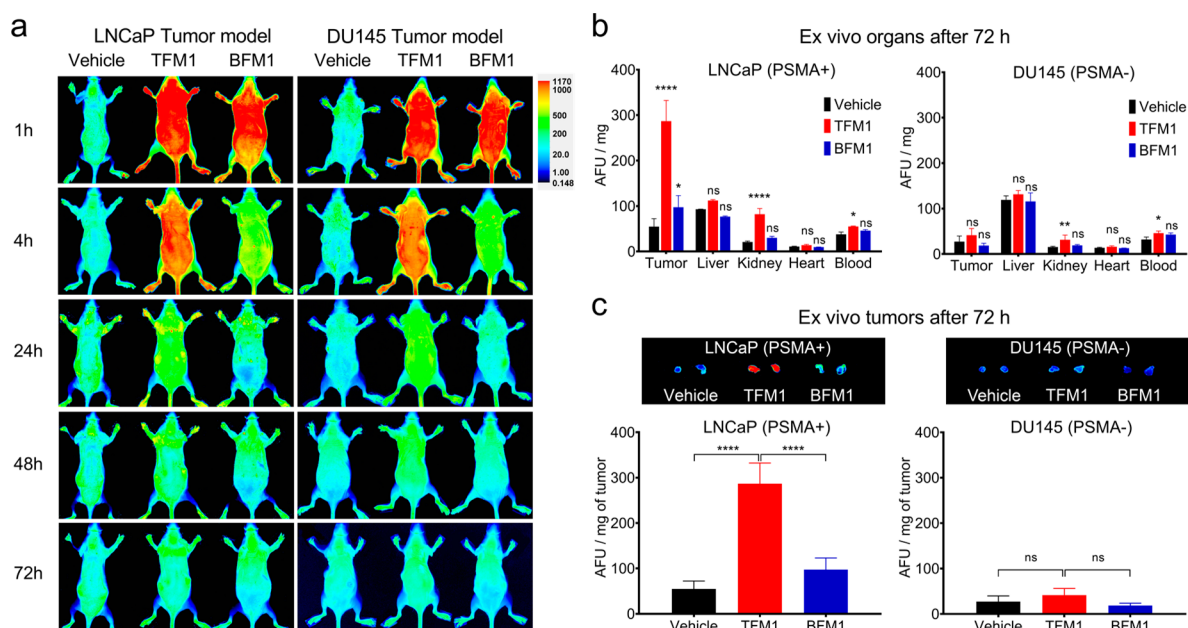 a
LNCaP Tumor model
DU145 Tumor model
Vehicle TFM1 BFM1
Vehicle TFM1 BFM1
1h
4h
24h
48h
72h
1170
1000
500
200
20.0
1.00
0.148
b
Ex vivo organs after 72 h
LNCaP (PSMA+)
AFU / mg
400
300
200
100
0
Vehicle
TFM1
BFM1
**** * ns ns **** ns ns ns * ns
Tumor Liver Kidney Heart Blood
DU145 (PSMA-)
AFU / mg
400
300
200
100
0
Vehicle
TFM1
BFM1
ns ns ns ns ** ns ns ns * ns
Tumor Liver Kidney Heart Blood
c
Ex vivo tumors after 72 h
LNCaP (PSMA+)
Vehicle TFM1 BFM1
DU145 (PSMA-)
Vehicle TFM1 BFM1
LNCaP (PSMA+)
AFU / mg of tumor
400
300
200
100
0
**** ****
Vehicle TFM1 BFM1
DU145 (PSMA-)
AFU / mg of tumor
400
300
200
100
0
ns ns
Vehicle TFM1 BFM1